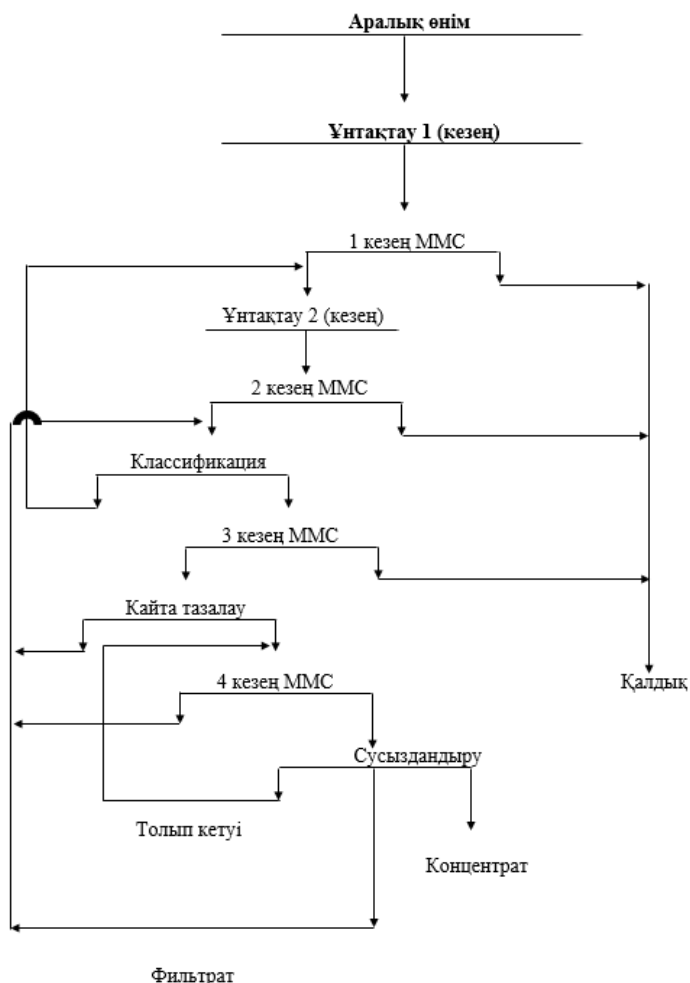 Аралық өнім
Ұнтақтау 1 (кезең)
1 кезең ММС
Ұнтақтау 2 (кезең)
2 кезең ММС
Классификация
3 кезең ММС
Кайта тазалау
Қалдық
4 кезең ММС
Сусыздандыру
Толып кетуі
Концентрат
Фильтрат